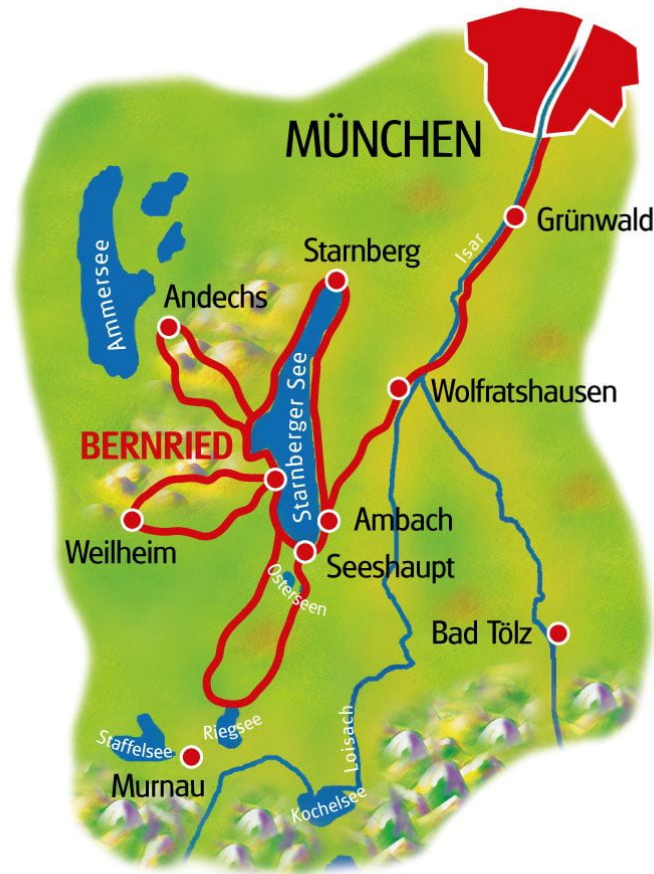 MÜNCHEN
Grünwald
Isar
Starnberg
Ammersee
Andechs
Wolfratshausen
BERNRIED
Starnberger See
Ambach
Weilheim
Seeshaupt
Osterseen
Bad Tölz
Riegsee
Staffelsee
Loisach
Murnau
Kochelsee